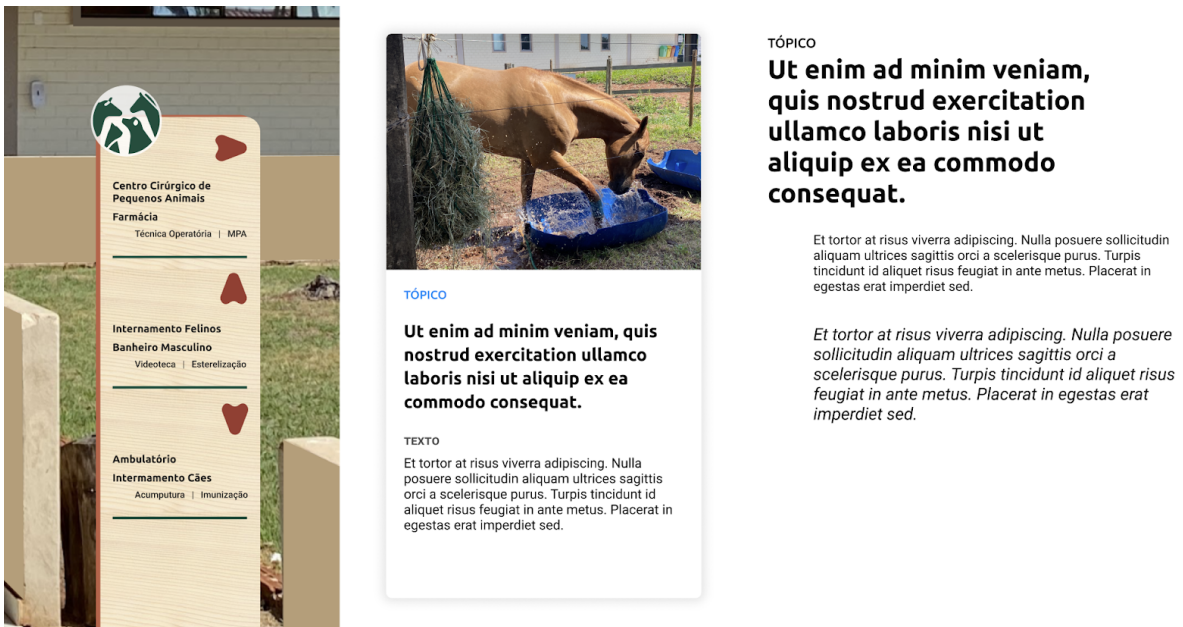 Centro Cirúrgico de
Pequenos Animais
Farmácia
Técnica Operatória | MPA
Internamento Felinos
Banheiro Masculino
Videoteca | Esterelização
Ambulatório
Intermamento Cães
Acumputura | Imunização
TÓPICO
Ut enim ad minim veniam, quis
nostrud exercitation ullamco
laboris nisi ut aliquip ex ea
commodo consequat.
TEXTO
Et tortor at risus viverra adipiscing. Nulla
posuere sollicitudin aliquam ultrices sagittis
orci a scelerisque purus. Turpis tincidunt id
aliquet risus feugiat in ante metus. Placerat in
egestas erat imperdiet sed.
TÓPICO
Ut enim ad minim veniam,
quis nostrud exercitation
ullamco laboris nisi ut
aliquip ex ea commodo
consequat.
Et tortor at risus viverra adipiscing. Nulla posuere sollicitudin
aliquam ultrices sagittis orci a scelerisque purus. Turpis
tincidunt id aliquet risus feugiat in ante metus. Placerat in
egestas erat imperdiet sed.
Et tortor at risus viverra adipiscing. Nulla posuere
sollicitudin aliquam ultrices sagittis orci a
scelerisque purus. Turpis tincidunt id aliquet risus
feugiat in ante metus. Placerat in egestas erat
imperdiet sed.